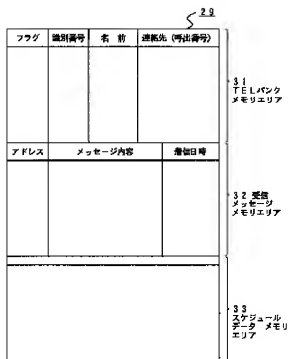 29
フラグ 識別番号 名前 連絡先 (呼出番号)
31
TELバンク
メモリエリア
アドレス メッセージ内容 着信日時
32 受信
メッセージ
メモリエリア
33
スケジュール
データ メモリ
エリア